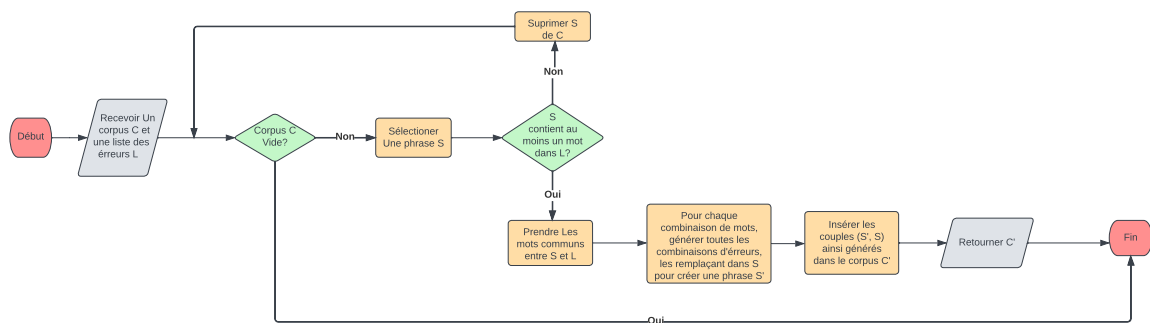 Suprimer S
de C
Non
Début
Recevoir Un
corpus C et
une liste des
érreurs L
Corpus C
Vide?
Non
Sélectioner
Une phrase S
S
contient au
moins un mot
dans L?
Oui
Prendre Les
mots communs
entre S et L
Pour chaque
combinaison de mots,
générer toutes les
combinaisons d'érreurs,
les remplaçant dans S
pour créer une phrase S'
Insérer les
couples (S', S)
ainsi générés
dans le corpus C'
Retourner C'
Fin
Oui